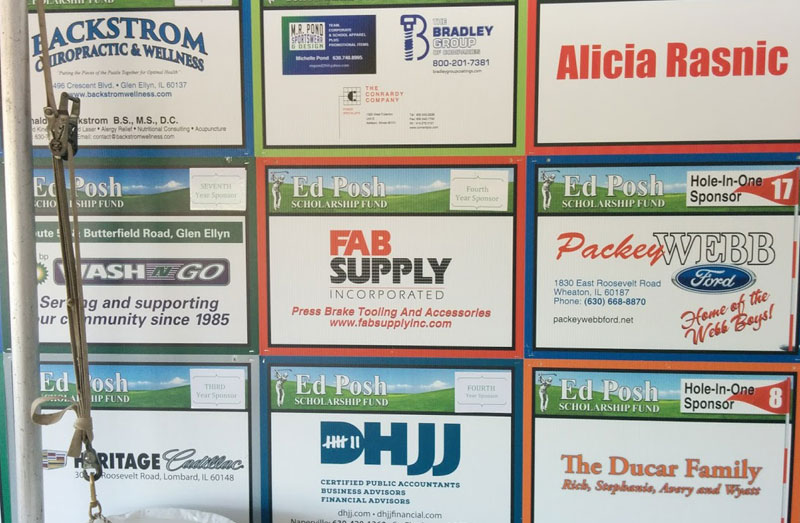 BACKSTROM
CHIROPRACTIC & WELLNESS
"Putting the Pieces of the Puzzle Together for Optimal Health"
496 Crescent Blvd. • Glen Ellyn, IL 60137
www.backstromwellness.com
Backstrom B.S., M.S., D.C.
Laser • Alergy Relief • Nutritional Consulting • Acupuncture
Email: contact@backstromwellness.com
M.R. POND
SPORTSWEAR
& DESIGN
TEAM,
CORPORATE
& SCHOOL APPAREL
PLUS
PROMOTIONAL ITEMS
Michelle Pond 630.740.8995
THE
BRADLEY
GROUP
OF COMPANIES
800-201-7381
bradleygroupcoatings.com
THE
CONRARDY
COMPANY
Alicia Rasnic
Ed Posh
SCHOLARSHIP FUND
SEVENTH
Year Sponsor
Butterfield Road, Glen Ellyn
bp
WASH N GO
Serving and supporting
our community since 1985
Ed Posh
SCHOLARSHIP FUND
Fourth
Year Sponsor
FAB
SUPPLY
INCORPORATED
Press Brake Tooling And Accessories
www.fabsupplyinc.com
Ed Posh
SCHOLARSHIP FUND
Hole-In-One
Sponsor
17
Packey WEBB
Ford
1830 East Roosevelt Road
Wheaton, IL 60187
Phone: (630) 668-8870
packeywebbford.net
Home of the
Webb Boys!
Ed Posh
SCHOLARSHIP FUND
THIRD
Year Sponsor
HERITAGE Cadillac
Roosevelt Road, Lombard, IL 60148
Ed Posh
SCHOLARSHIP FUND
FOURTH
Year Sponsor
DHJJ
CERTIFIED PUBLIC ACCOUNTANTS
BUSINESS ADVISORS
FINANCIAL ADVISORS
dhjj.com • dhjjfinancial.com
Ed Posh
SCHOLARSHIP FUND
Hole-In-One
Sponsor
8
The Ducar Family
Rich, Stephanie, Avery and Wyatt